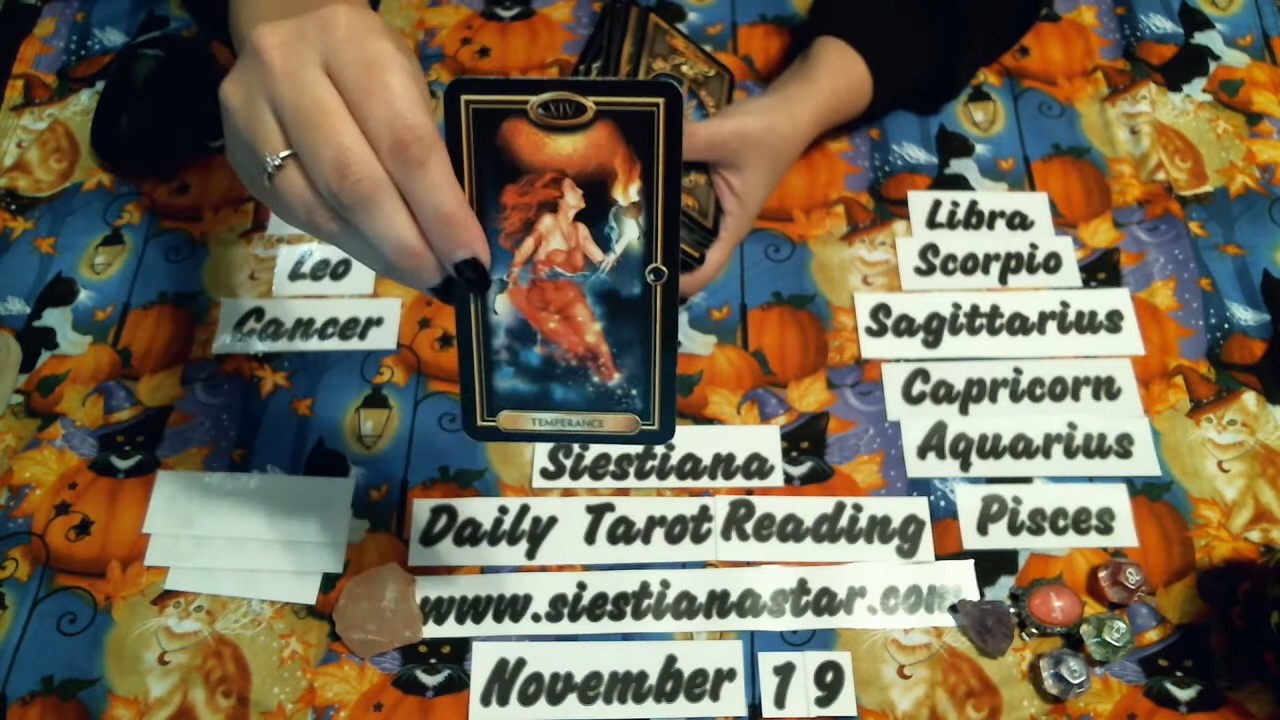 XIV
TEMPERANCE
Leo
Cancer
Libra
Scorpio
Sagittarius
Capricorn
Aquarius
Pisces
Siestiana
Daily Tarot Reading
www.siestianastar.com
November 19